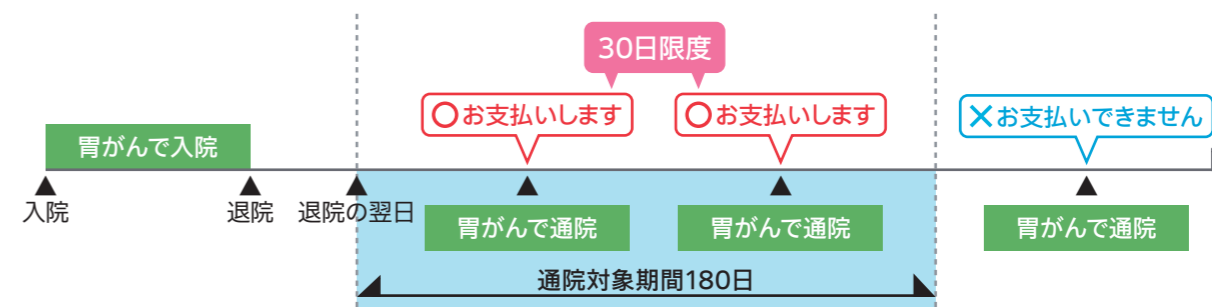 30日限度
○お支払いします
○お支払いします
×お支払いできません
胃がんで入院
入院
退院
退院の翌日
胃がんで通院
胃がんで通院
胃がんで通院
通院対象期間180日